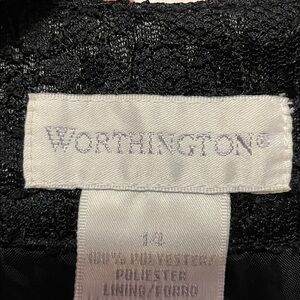 WORTHINGTON®
14
100% POLYESTER/
POLIESTER
LINING/FORRO